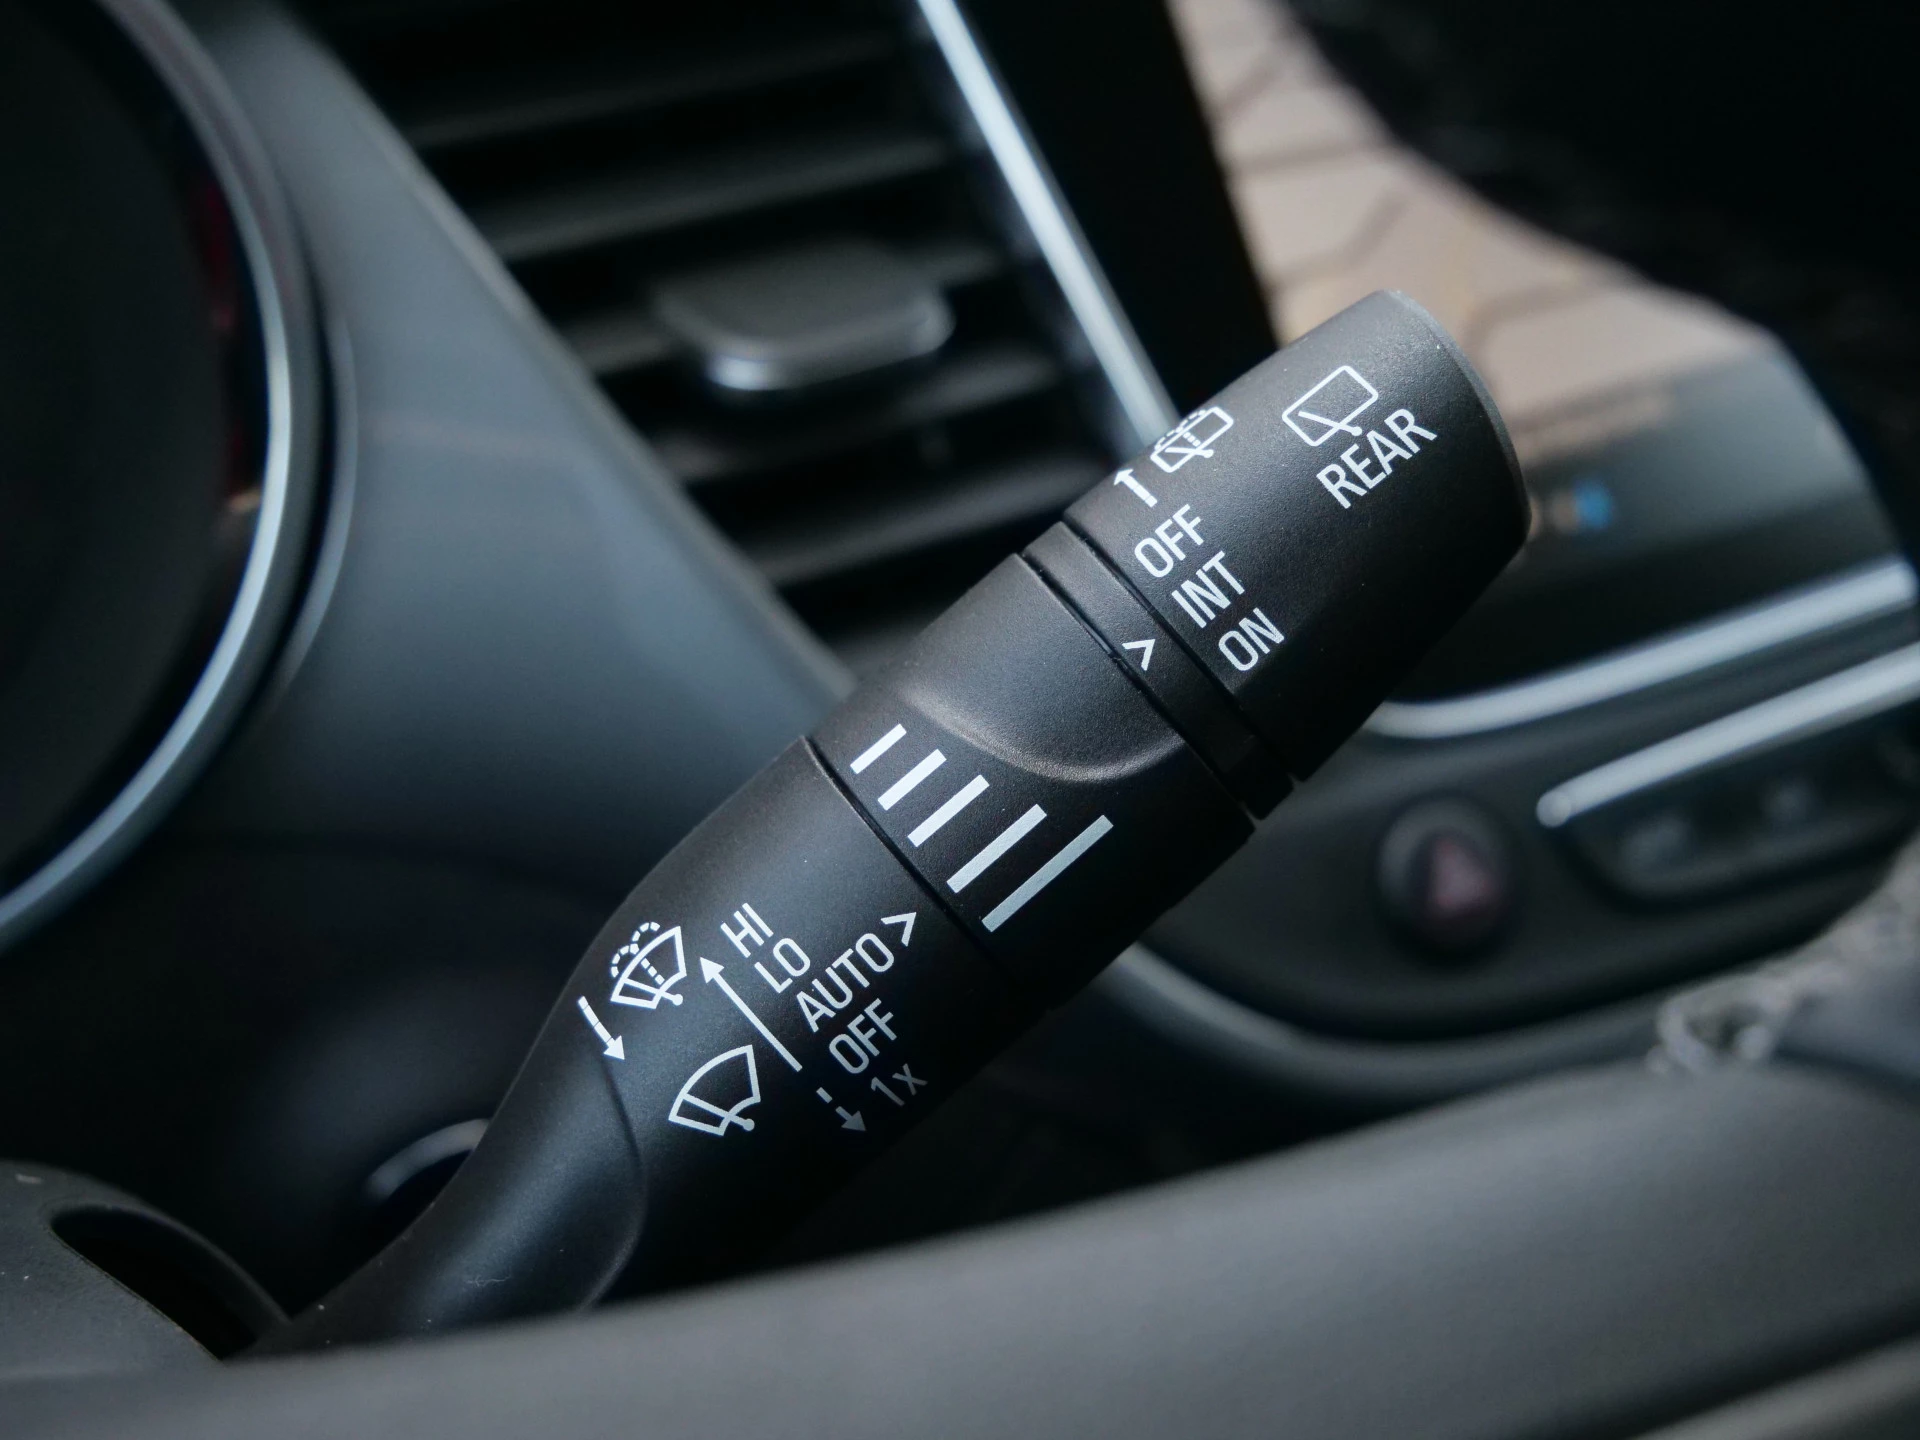 REAR
OFF
INT
ON
>
HI
LO
AUTO >
OFF
1x